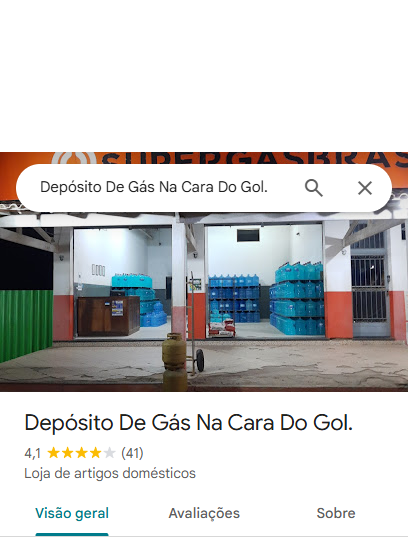 SUPERGASBRAS
Depósito De Gás Na Cara Do Gol.
Depósito De Gás Na Cara Do Gol.
4,1 (41)
Loja de artigos domésticos
Visão geral Avaliações Sobre